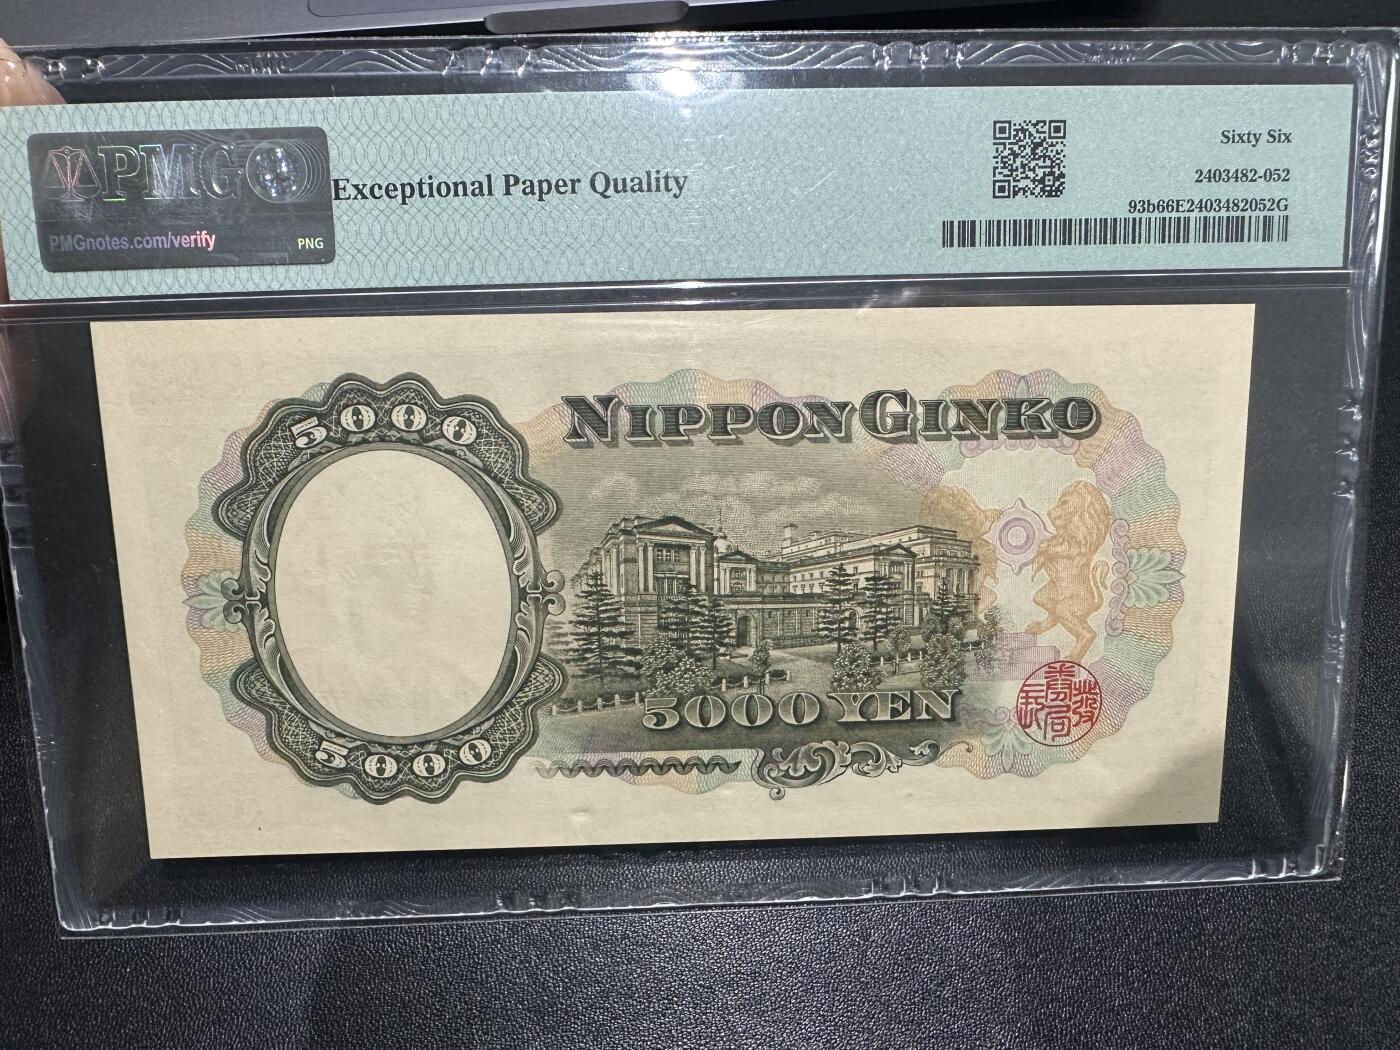 PMG
PMGnotes.com/verify
PNG
Exceptional Paper Quality
Sixty Six
2403482-052
93b66E2403482052G
5000
NIPPON GINKO
5000 YEN
5000